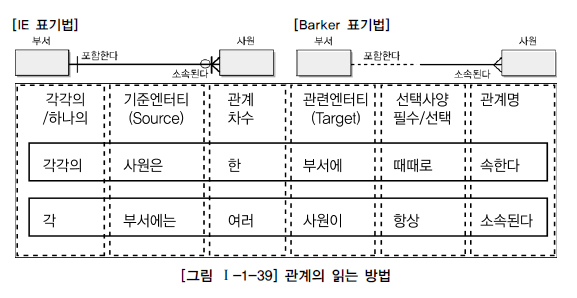 [IE 표기법] [Barker 표기법]
부서 사원 부서 사원
포함한다 포함한다
소속된다 소속된다
각각의 기준엔터티 관계 관련엔터티 선택사양 관계명
/하나의 (Source) 차수 (Target) 필수/선택
각각의 사원은 한 부서에 때때로 속한다
각 부서에는 여러 사원이 항상 소속된다
[그림 Ⅰ-1-39] 관계의 읽는 방법